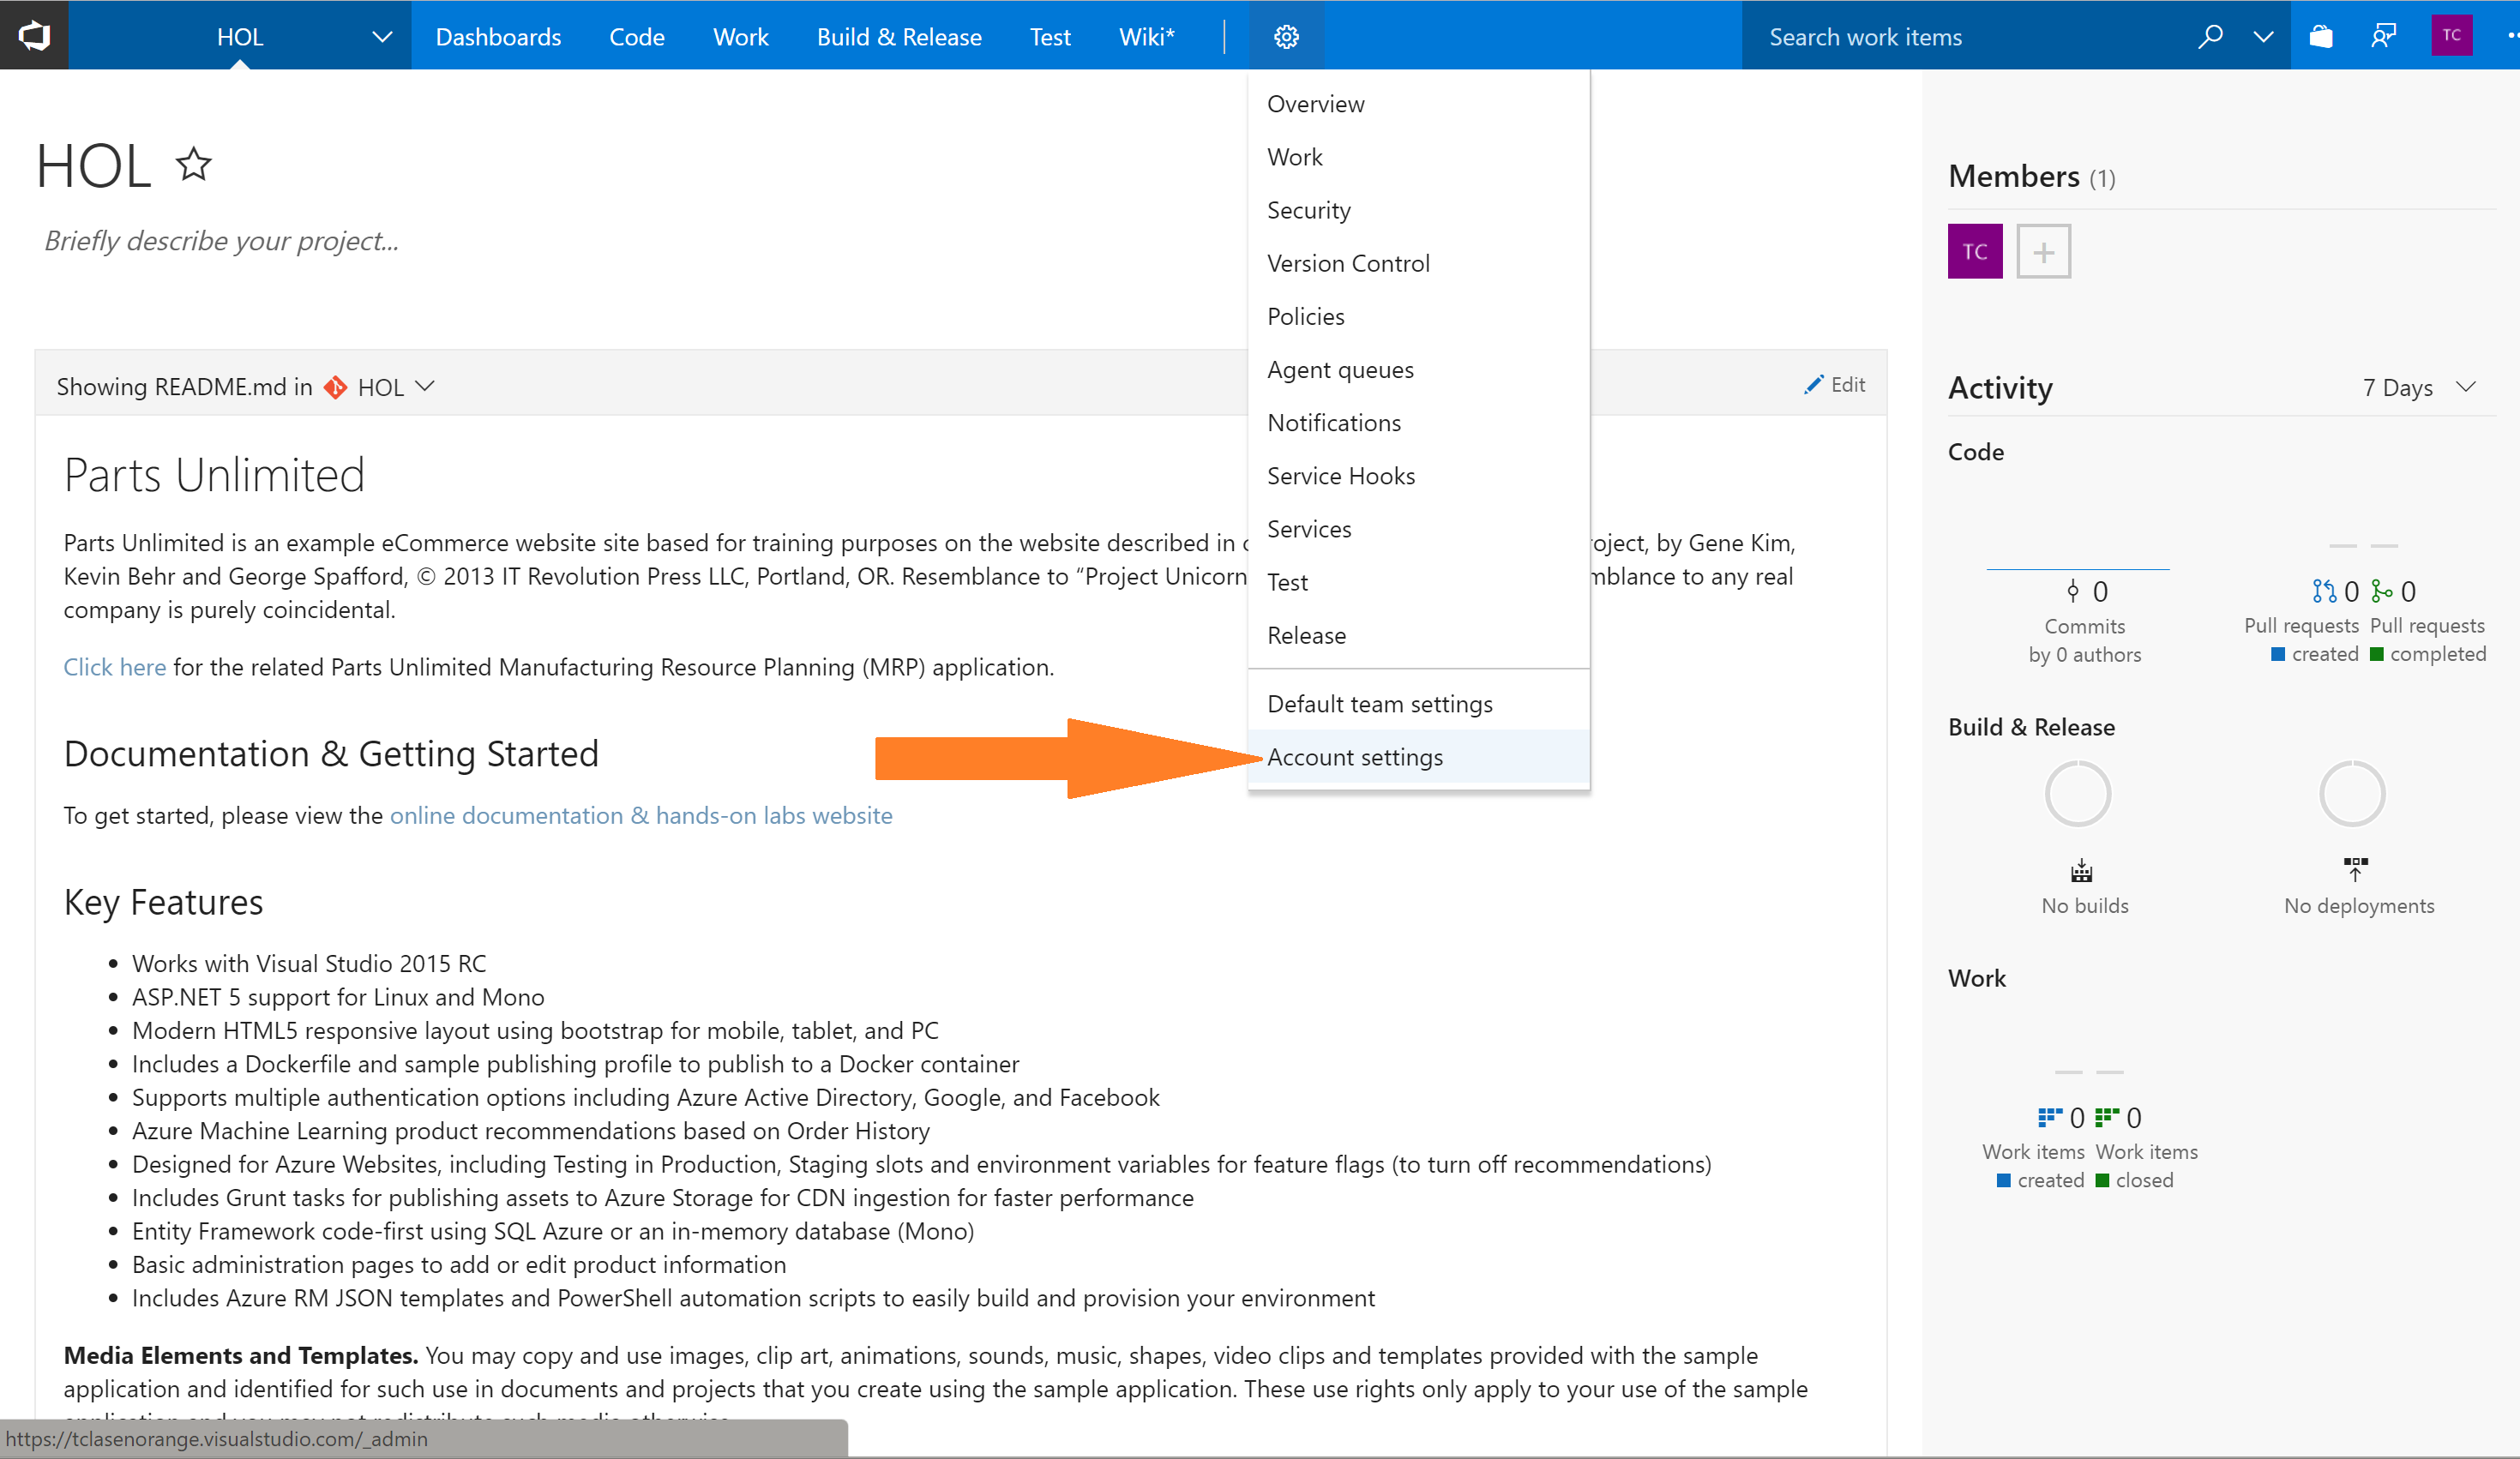 HOL Dashboards Code Work Build & Release Test Wiki* Search work items TC
Overview
Work
Security
Version Control
Policies
Agent queues
Notifications
Service Hooks
Services
Test
Release
Default team settings
Account settings
HOL
Briefly describe your project...
Showing README.md in HOL
Edit
Parts Unlimited
Parts Unlimited is an example eCommerce website site based for training purposes on the website described in oject, by Gene Kim,
Kevin Behr and George Spafford, © 2013 IT Revolution Press LLC, Portland, OR. Resemblance to “Project Unicorn mblance to any real
company is purely coincidental.
Click here for the related Parts Unlimited Manufacturing Resource Planning (MRP) application.
Documentation & Getting Started
To get started, please view the online documentation & hands-on labs website
Key Features
Works with Visual Studio 2015 RC
ASP.NET 5 support for Linux and Mono
Modern HTML5 responsive layout using bootstrap for mobile, tablet, and PC
Includes a Dockerfile and sample publishing profile to publish to a Docker container
Supports multiple authentication options including Azure Active Directory, Google, and Facebook
Azure Machine Learning product recommendations based on Order History
Designed for Azure Websites, including Testing in Production, Staging slots and environment variables for feature flags (to turn off recommendations)
Includes Grunt tasks for publishing assets to Azure Storage for CDN ingestion for faster performance
Entity Framework code-first using SQL Azure or an in-memory database (Mono)
Basic administration pages to add or edit product information
Includes Azure RM JSON templates and PowerShell automation scripts to easily build and provision your environment
Media Elements and Templates. You may copy and use images, clip art, animations, sounds, music, shapes, video clips and templates provided with the sample
application and identified for such use in documents and projects that you create using the sample application. These use rights only apply to your use of the sample
https://tclasenorange.visualstudio.com/_admin
Members (1)
TC
Activity
7 Days
Code
0
Commits
by 0 authors
0 0
Pull requests Pull requests
created completed
Build & Release
No builds
No deployments
Work
0 0
Work items Work items
created closed